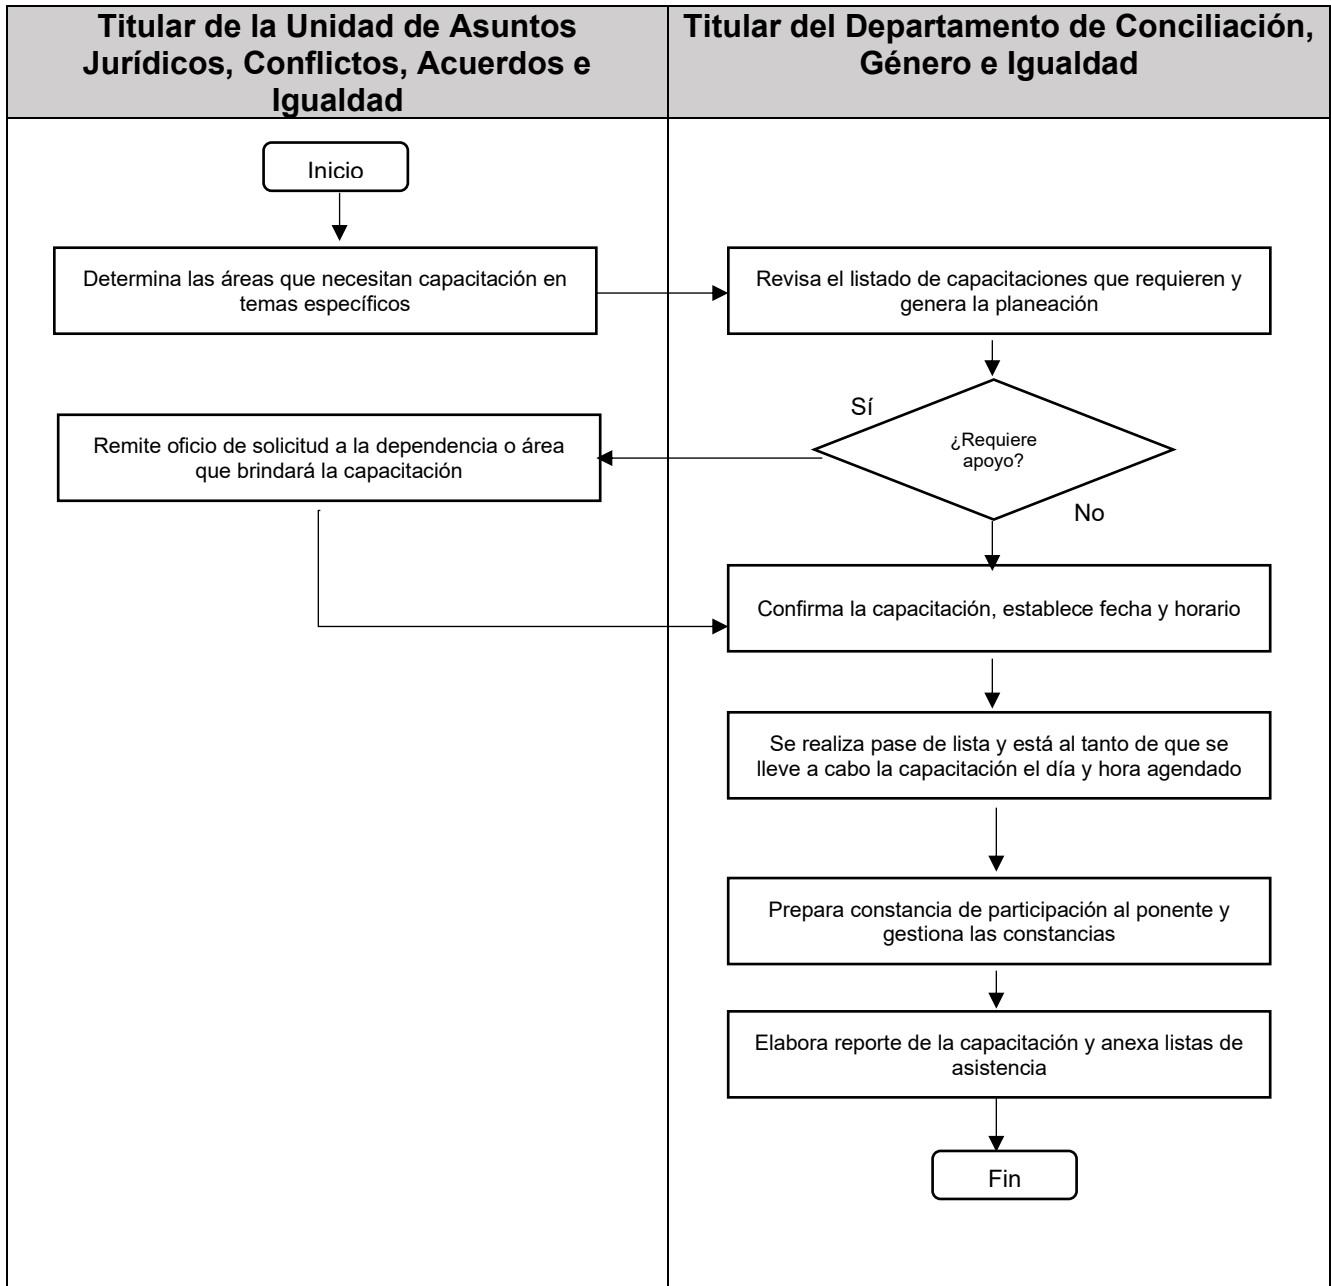 Titular de la Unidad de Asuntos
Jurídicos, Conflictos, Acuerdos e
Igualdad
Titular del Departamento de Conciliación,
Género e Igualdad
Inicio
Determina las áreas que necesitan capacitación en
temas específicos
Revisa el listado de capacitaciones que requieren y
genera la planeación
Sí
¿Requiere
apoyo?
Remite oficio de solicitud a la dependencia o área
que brindará la capacitación
No
Confirma la capacitación, establece fecha y horario
Se realiza pase de lista y está al tanto de que se
lleve a cabo la capacitación el día y hora agendado
Prepara constancia de participación al ponente y
gestiona las constancias
Elabora reporte de la capacitación y anexa listas de
asistencia
Fin